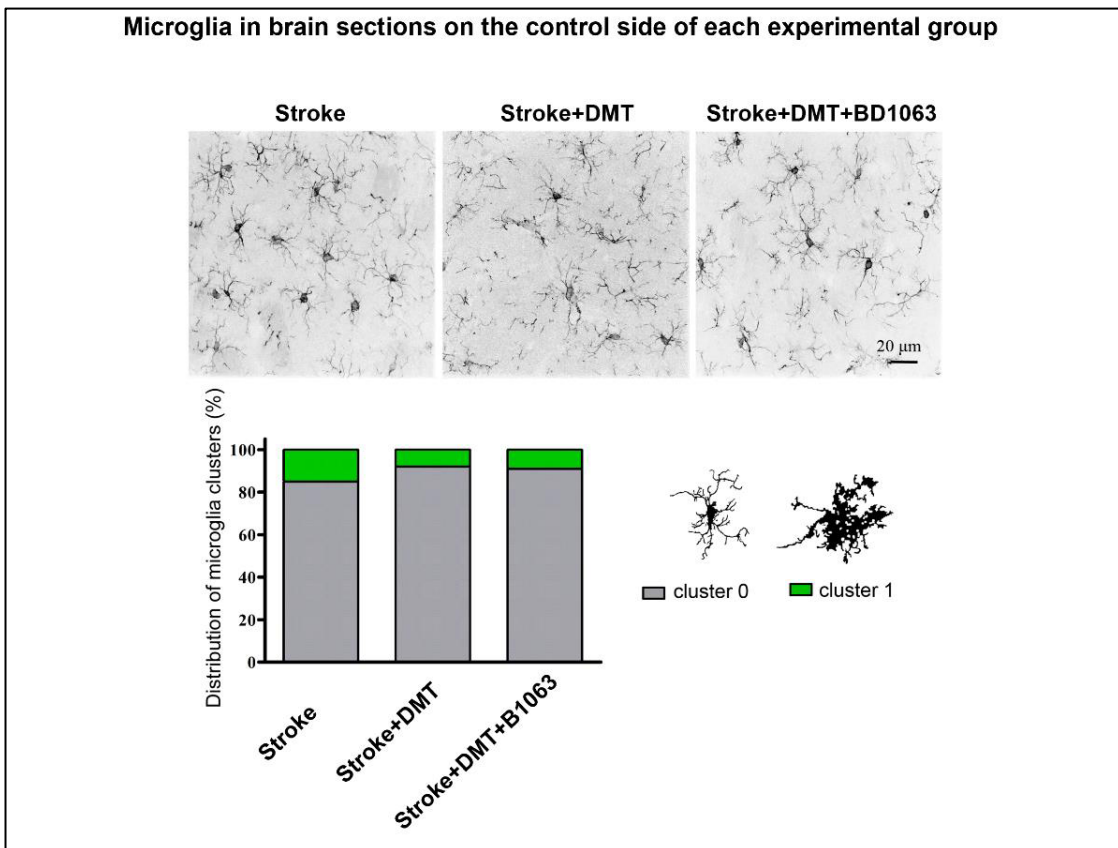 Microglia in brain sections on the control side of each experimental group
Stroke
Stroke+DMT
Stroke+DMT+BD1063
20 μm
Distribution of microglia clusters (%)
100
80
60
40
20
0
cluster 0
cluster 1
Stroke
Stroke+DMT
Stroke+DMT+B1063